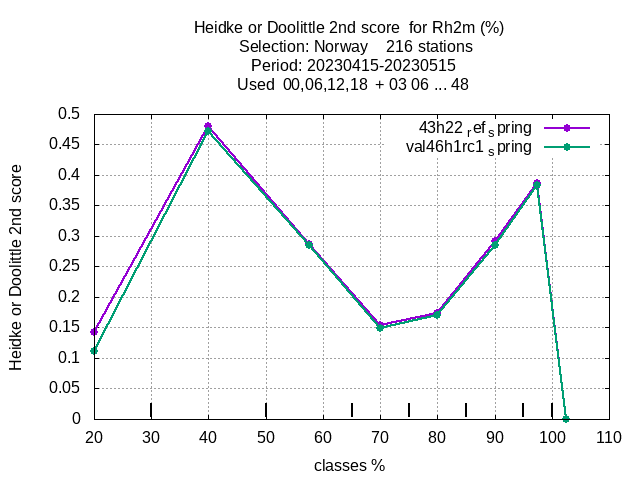 Heidke or Doolittle 2nd score for Rh2m (%)
Selection: Norway 216 stations
Period: 20230415-20230515
Used 00,06,12,18 + 03 06 ... 48
43h22 ref spring
val46h1rc1 spring
Heidke or Doolittle 2nd score
0.5
0.45
0.4
0.35
0.3
0.25
0.2
0.15
0.1
0.05
0
20 30 40 50 60 70 80 90 100 110
classes %